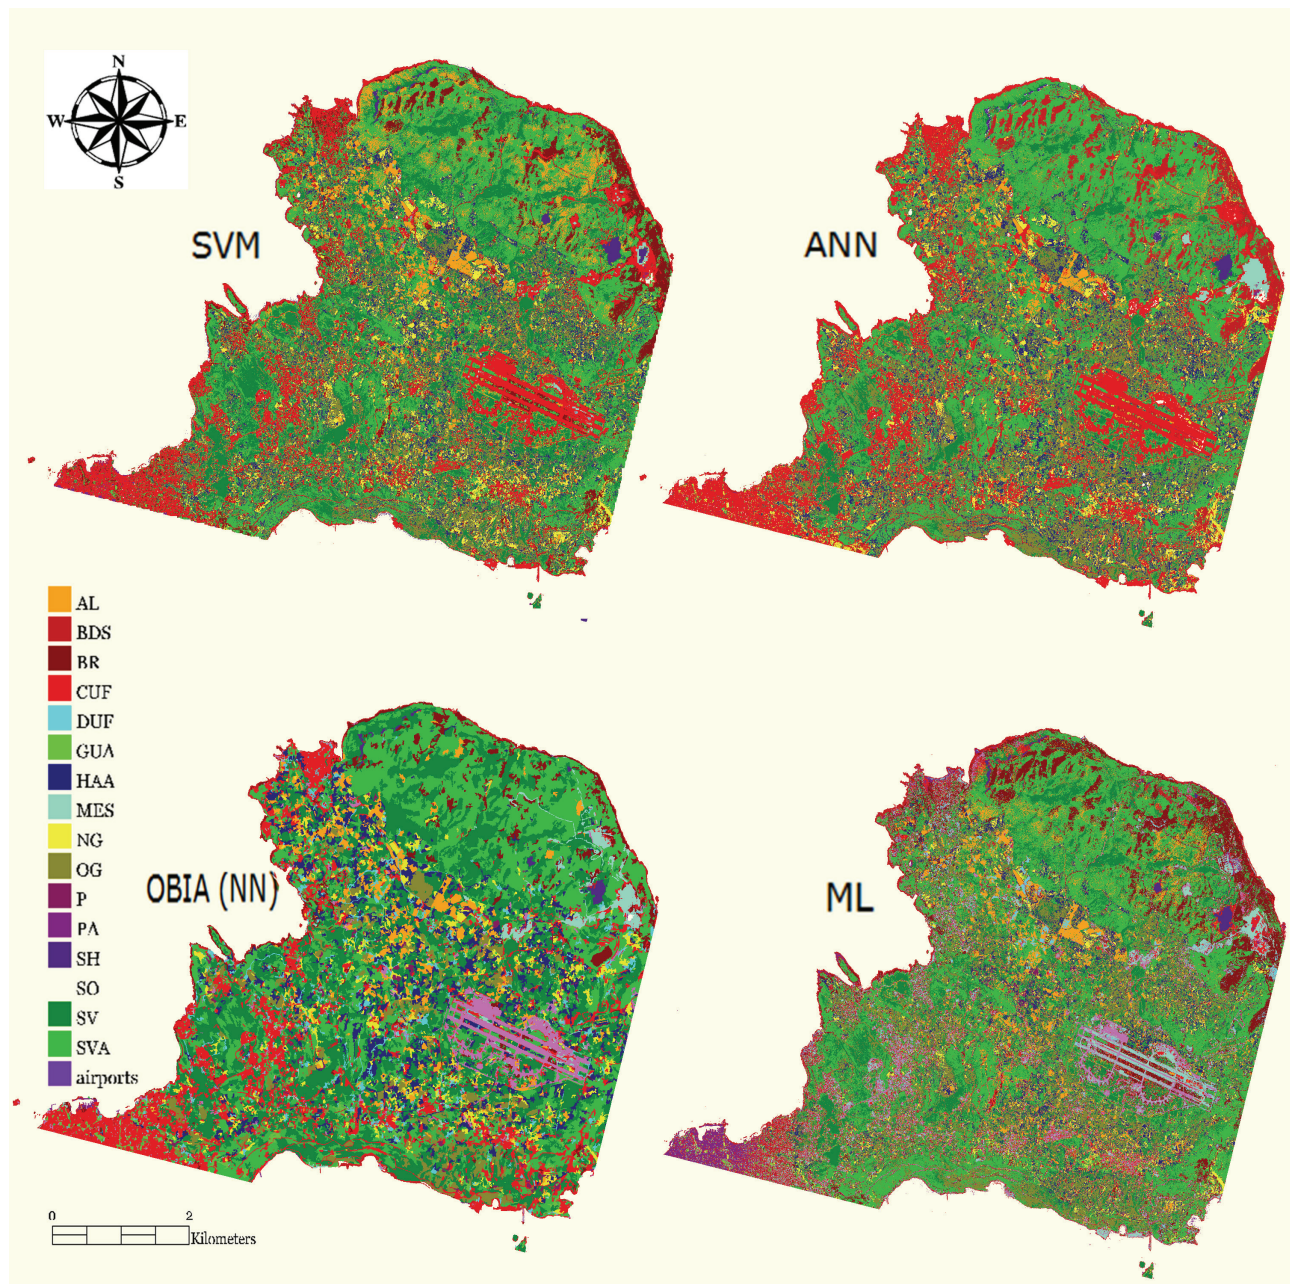 N
W E
S
SVM
ANN
AL
BDS
BR
CUF
DUF
GUA
HAA
MES
NG
OG
P
PA
SH
SO
SV
SVA
airports
OBIA (NN)
ML
0 2
Kilometers